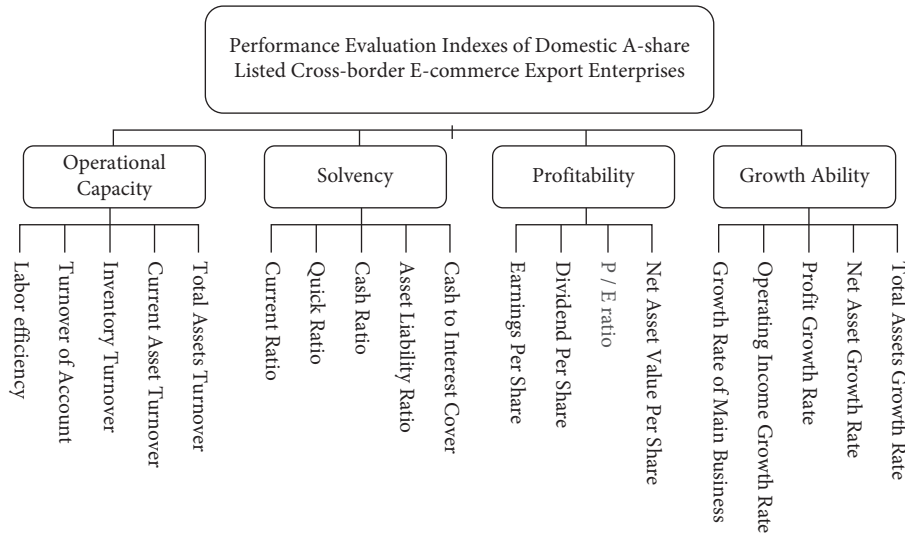 Performance Evaluation Indexes of Domestic A-share
Listed Cross-border E-commerce Export Enterprises
Operational
Capacity
Solvency
Profitability
Growth Ability
Labor efficiency
Turnover of Account
Inventory Turnover
Current Asset Turnover
Total Assets Turnover
Current Ratio
Quick Ratio
Cash Ratio
Asset Liability Ratio
Cash to Interest Cover
Earnings Per Share
Dividend Per Share
P / E ratio
Net Asset Value Per Share
Growth Rate of Main Business
Operating Income Growth Rate
Profit Growth Rate
Net Asset Growth Rate
Total Assets Growth Rate